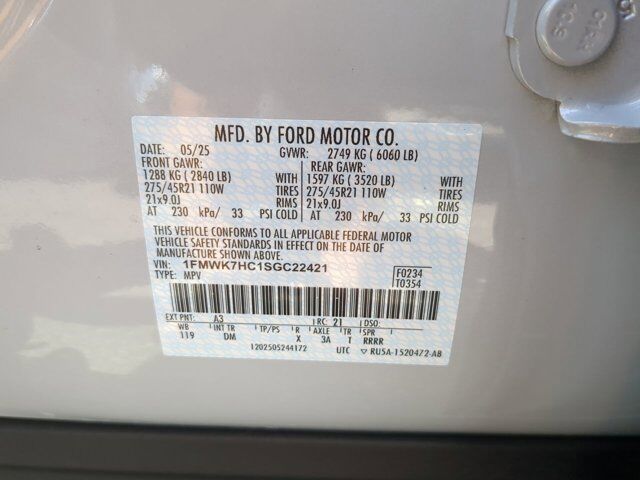 MFD. BY FORD MOTOR CO.
DATE: 05/25 GVWR: 2749 KG ( 6060 LB)
FRONT GAWR: REAR GAWR:
1288 KG ( 2840 LB) WITH 1597 KG ( 3520 LB) WITH
275/45R21 110W TIRES 275/45R21 110W TIRES
21x9.0J RIMS 21x9.0J RIMS
AT 230 kPa/ 33 PSI COLD AT 230 kPa/ 33 PSI COLD
THIS VEHICLE CONFORMS TO ALL APPLICABLE FEDERAL MOTOR
VEHICLE SAFETY STANDARDS IN EFFECT ON THE DATE OF
MANUFACTURE SHOWN ABOVE.
VIN: 1FMWK7HC1SGC22421 F0234
TYPE: MPV T0354
EXT PNT: A3 RC: 21 DSO:
WB INT TR TP/PS R AXLE TR SPR
119 DM X 3A T RRRR
1202505244172 UTC ▽ RU5A-1520472-AB